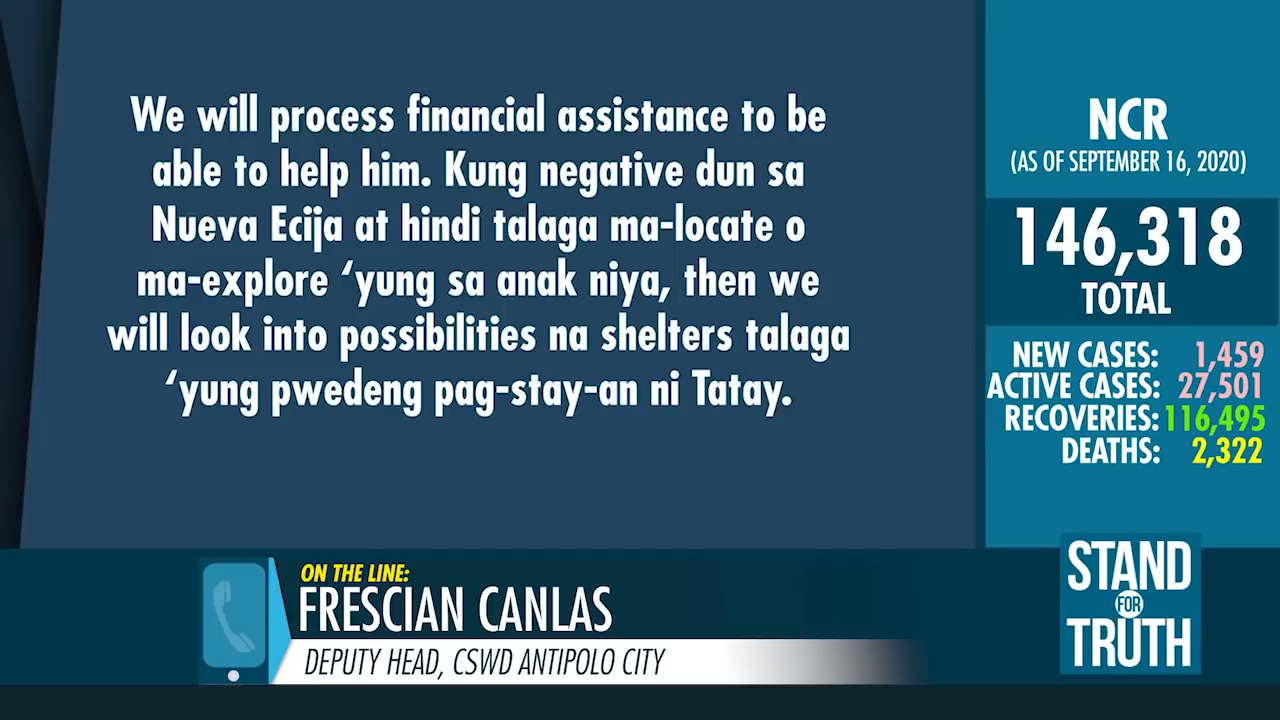 We will process financial assistance to be
able to help him. Kung negative dun sa
Nueva Ecija at hindi talaga ma-locate o
ma-explore ‘yung sa anak niya, then we
will look into possibilities na shelters talaga
‘yung pwedeng pag-stay-an ni Tatay.
NCR
(AS OF SEPTEMBER 16, 2020)
146,318
TOTAL
NEW CASES: 1,459
ACTIVE CASES: 27,501
RECOVERIES: 116,495
DEATHS: 2,322
ON THE LINE:
FRESCIAN CANLAS
DEPUTY HEAD, CSWD ANTIPOLO CITY
STAND
FOR
TRUTH